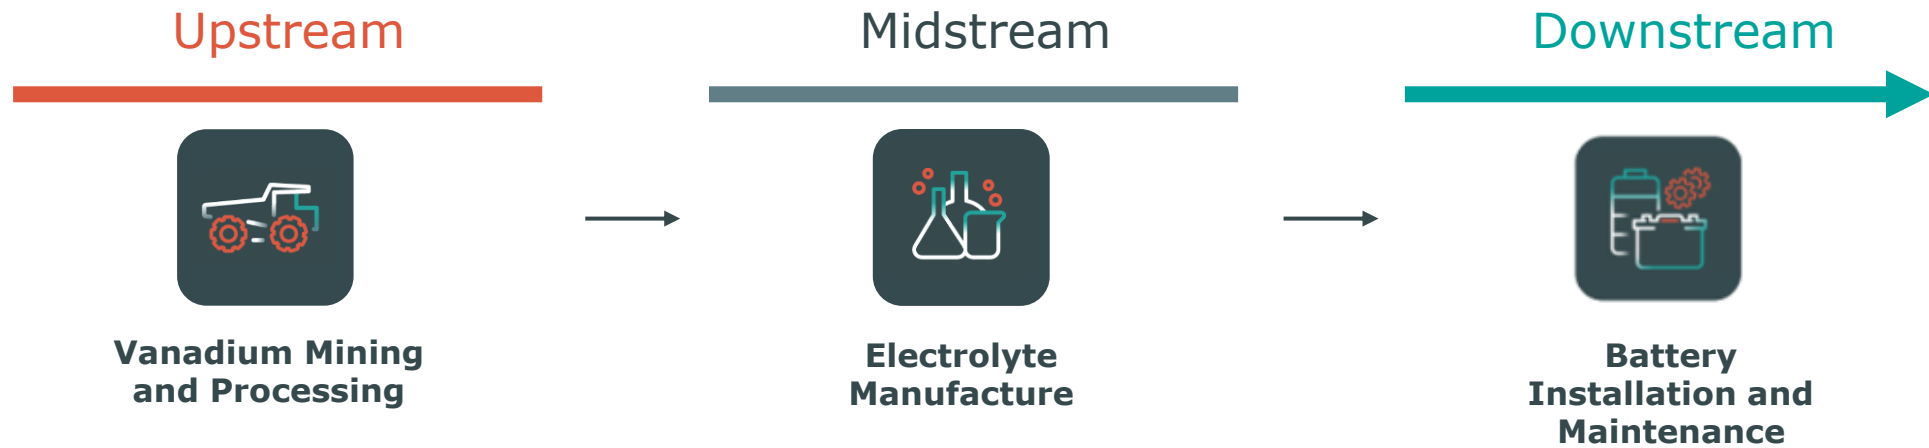 Upstream
Midstream
Downstream
Vanadium Mining
and Processing
Electrolyte
Manufacture
Battery
Installation and
Maintenance